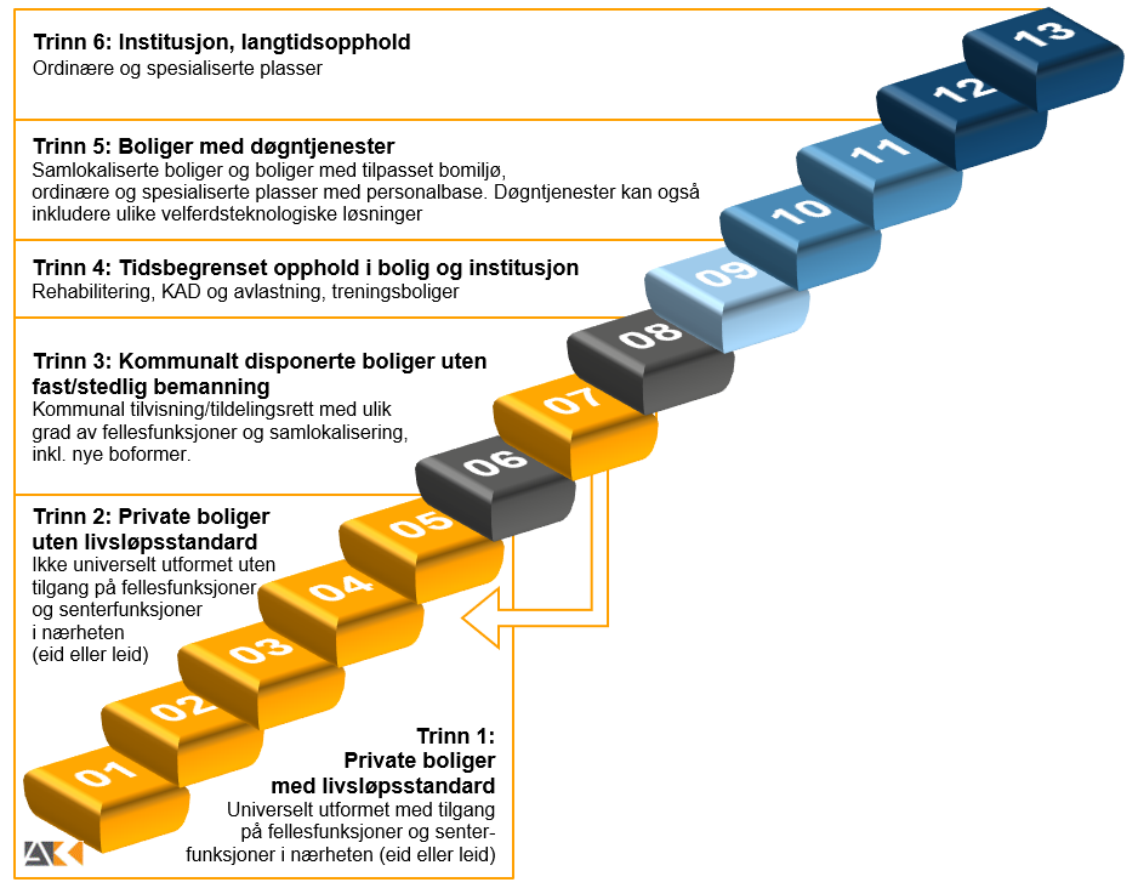 Trinn 6: Institusjon, langtidsopphold
Ordinære og spesialiserte plasser
Trinn 5: Boliger med døgntjenester
Samlokaliserte boliger og boliger med tilpasset bomiljø,
ordinære og spesialiserte plasser med personalbase. Døgntjenester kan også
inkludere ulike velferdsteknologiske løsninger
Trinn 4: Tidsbegrenset opphold i bolig og institusjon
Rehabilitering, KAD og avlastning, treningsboliger
Trinn 3: Kommunalt disponerte boliger uten
fast/stedlig bemanning
Kommunal tilvisning/tildelingsrett med ulik
grad av fellesfunksjoner og samlokalisering,
inkl. nye boformer.
Trinn 2: Private boliger
uten livsløpsstandard
Ikke universelt utformet uten
tilgang på fellesfunksjoner
og senterfunksjoner
i nærheten
(eid eller leid)
Trinn 1:
Private boliger
med livsløpsstandard
Universelt utformet med tilgang
på fellesfunksjoner og senter-
funksjoner i nærheten (eid eller leid)
13
12
11
10
09
08
07
06
05
04
03
02
01